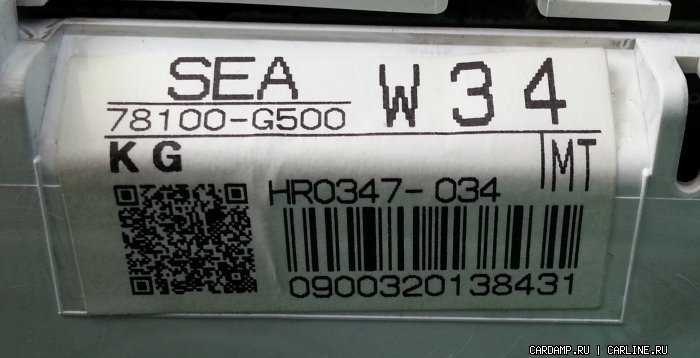 SEA W34
78100-G500
KG MT
HR0347-034
0900320138431
CARDAMP.RU | CARLINE.RU